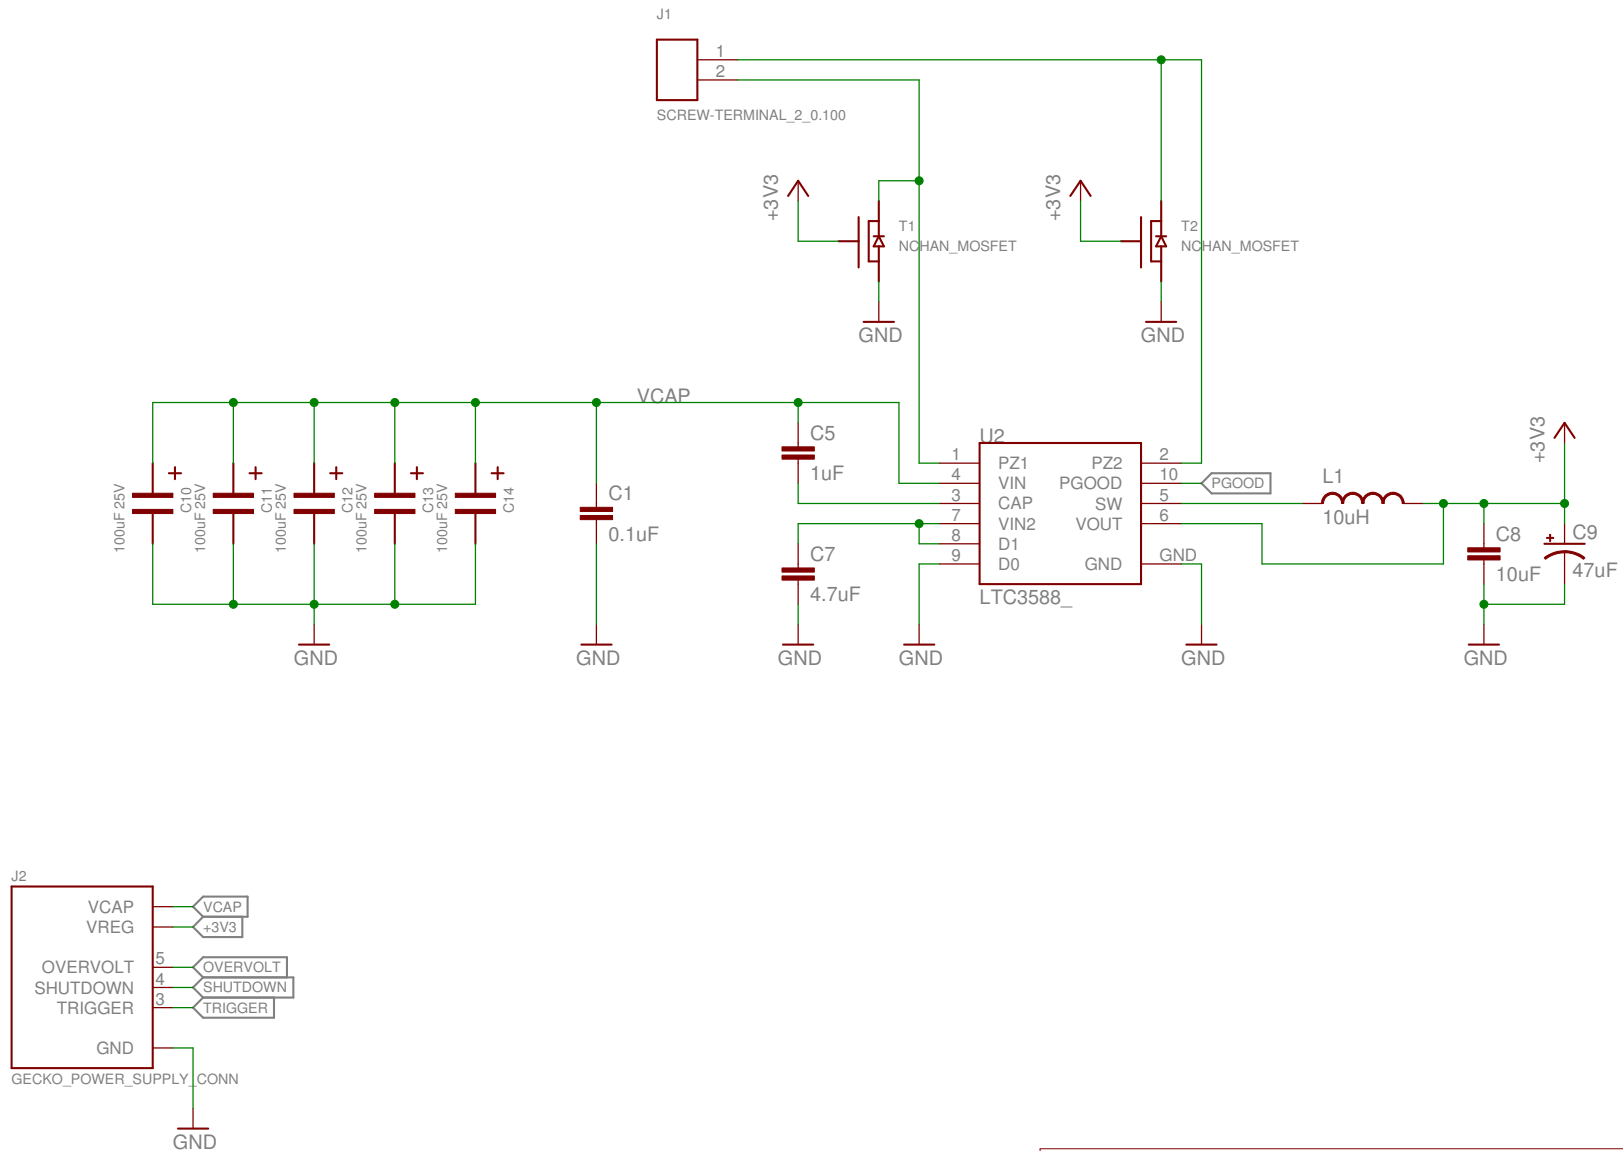 J1
1
2
SCREW-TERMINAL_2_0.100
+3V3
T1
NCHAN_MOSFET
GND
+3V3
T2
NCHAN_MOSFET
GND
VCAP
100uF 25V
C10
100uF 25V
C11
100uF 25V
C12
100uF 25V
C13
100uF 25V
C14
GND
C1
0.1uF
GND
C5
1uF
C7
4.7uF
GND
GND
U2
1
4
3
7
8
9
PZ1
VIN
CAP
VIN2
D1
D0
PZ2
PGOOD
SW
VOUT
GND
2
10
5
6
GND
LTC3588_
PGOOD
GND
L1
10uH
+3V3
C8
10uF
C9
47uF
GND
J2
VCAP
VREG
OVERVOLT
SHUTDOWN
TRIGGER
GND
5
4
3
VCAP
+3V3
OVERVOLT
SHUTDOWN
TRIGGER
GECKO_POWER_SUPPLY_CONN
GND